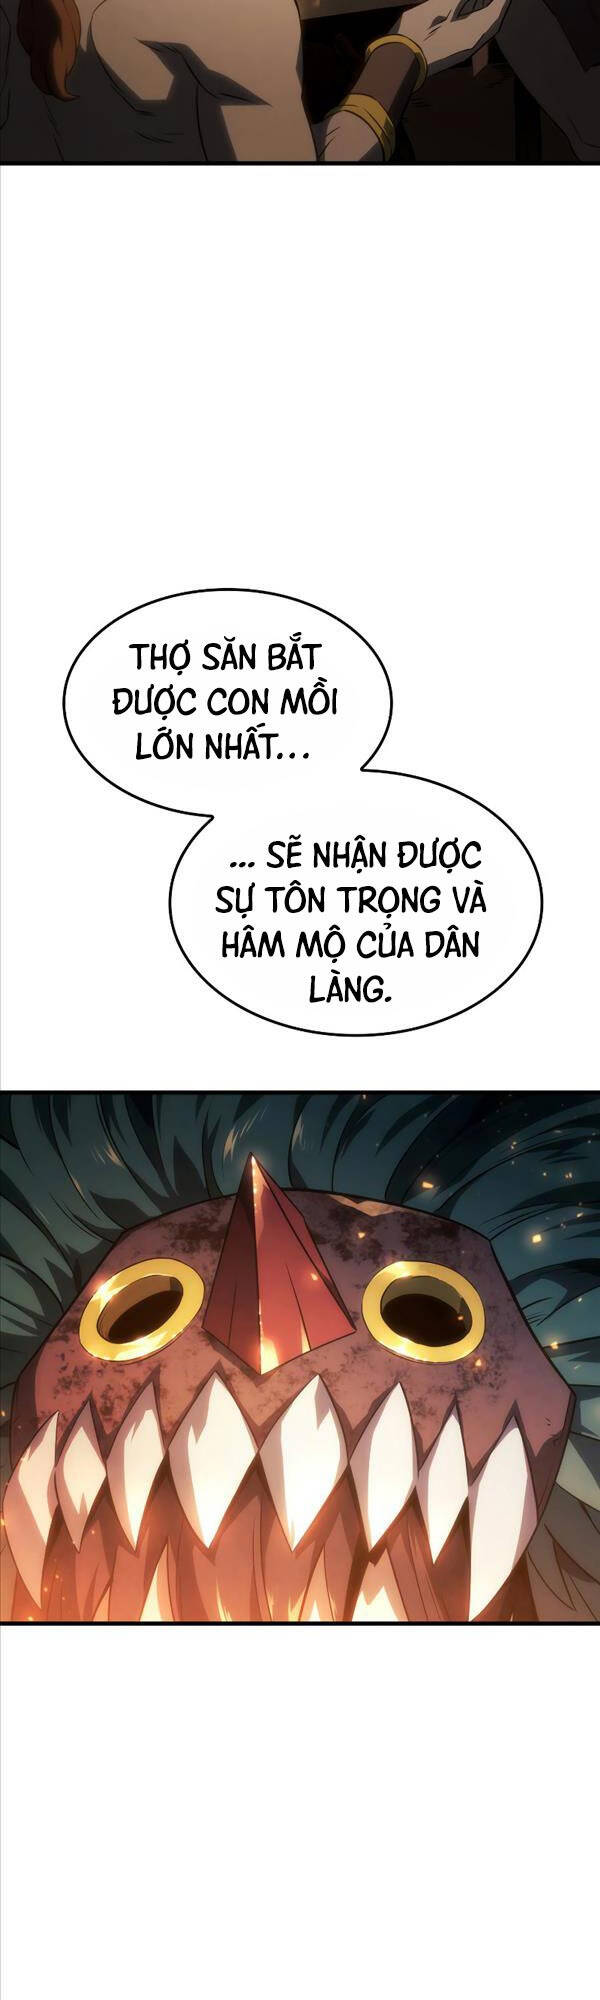 THỢ SĂN BẮT
ĐƯỢC CON MỒI
LỚN NHẤT...
... SẼ NHẬN ĐƯỢC
SỰ TÔN TRỌNG VÀ
HÂM MỘ CỦA DÂN
LÀNG.